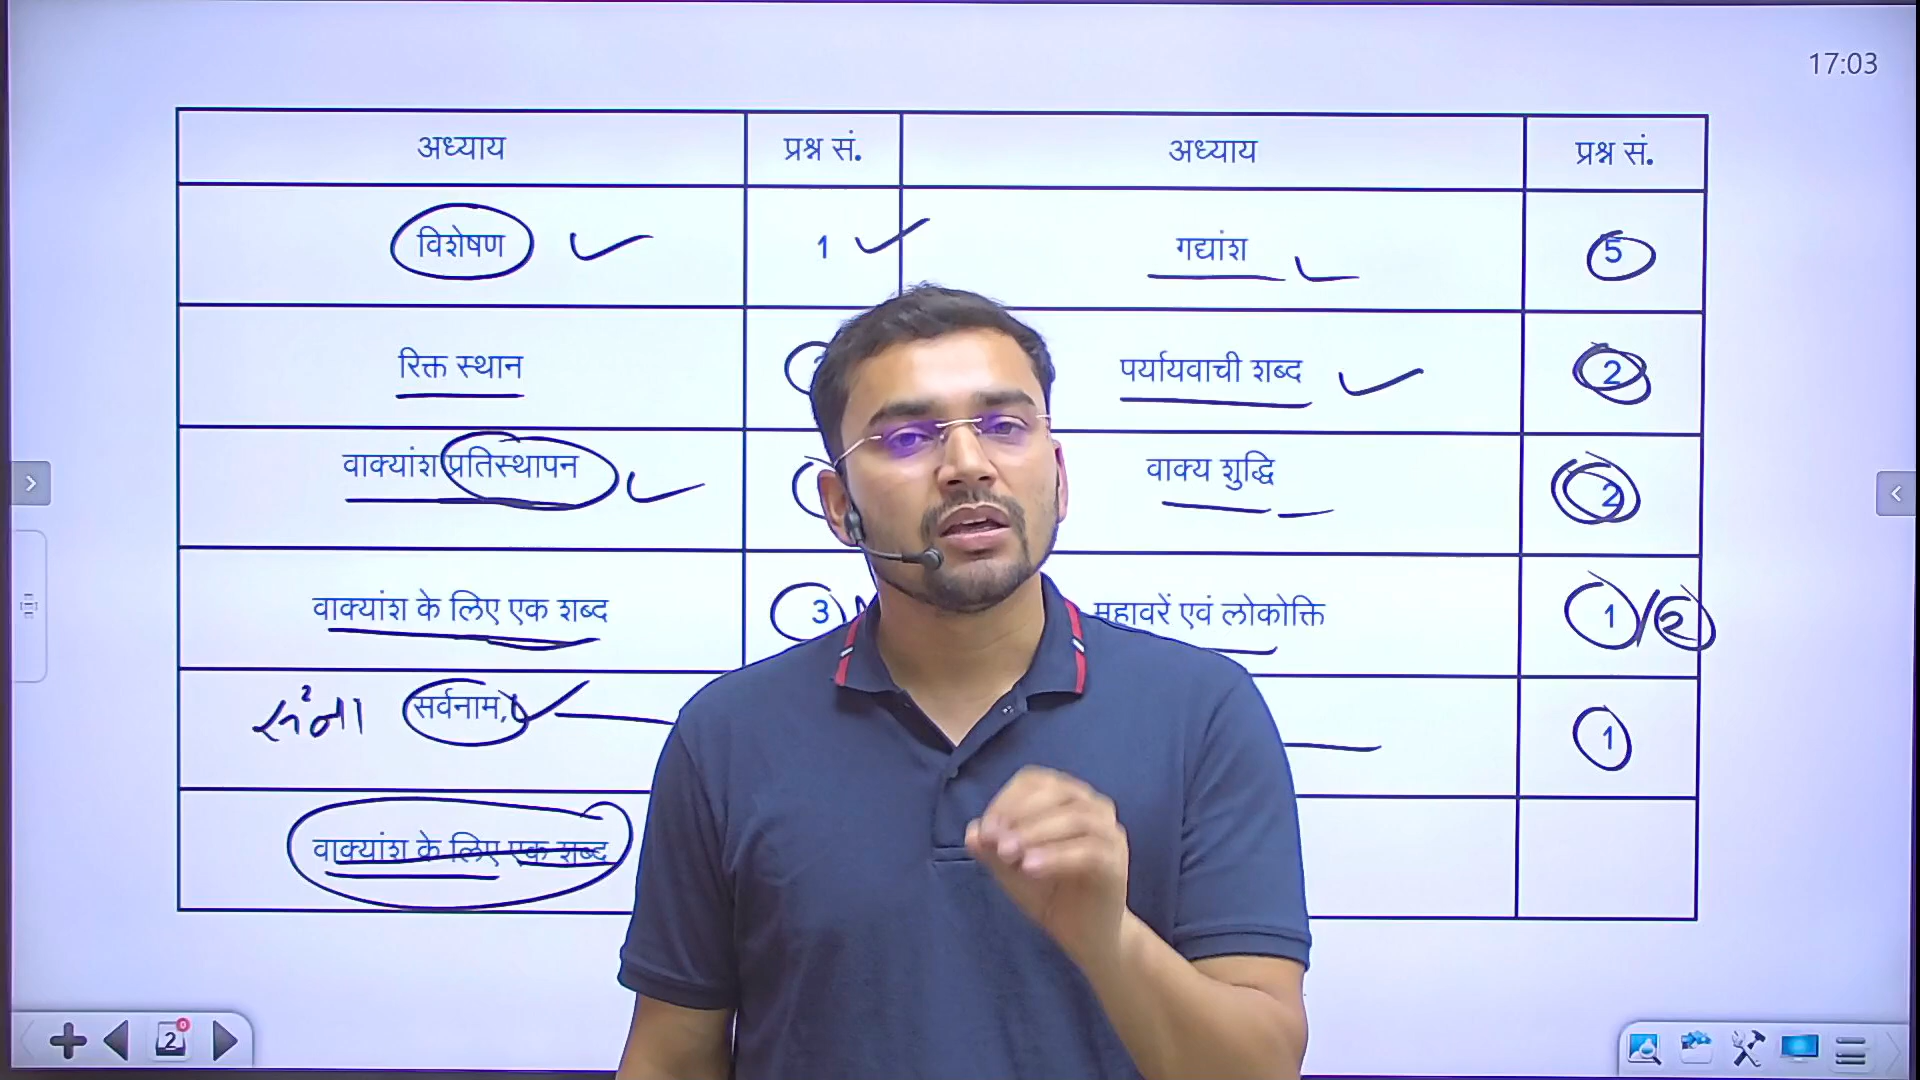 17:03
अध्याय प्रश्न सं. अध्याय प्रश्न सं.
विशेषण 1 गद्यांश 5
रिक्त स्थान पर्यायवाची शब्द 2
वाक्यांश प्रतिस्थापन वाक्य शुद्धि 2
वाक्यांश के लिए एक शब्द 3 मुहावरें एवं लोकोक्ति 1/2
सर्वनाम, 1
वाक्यांश के लिए एक शब्द
2